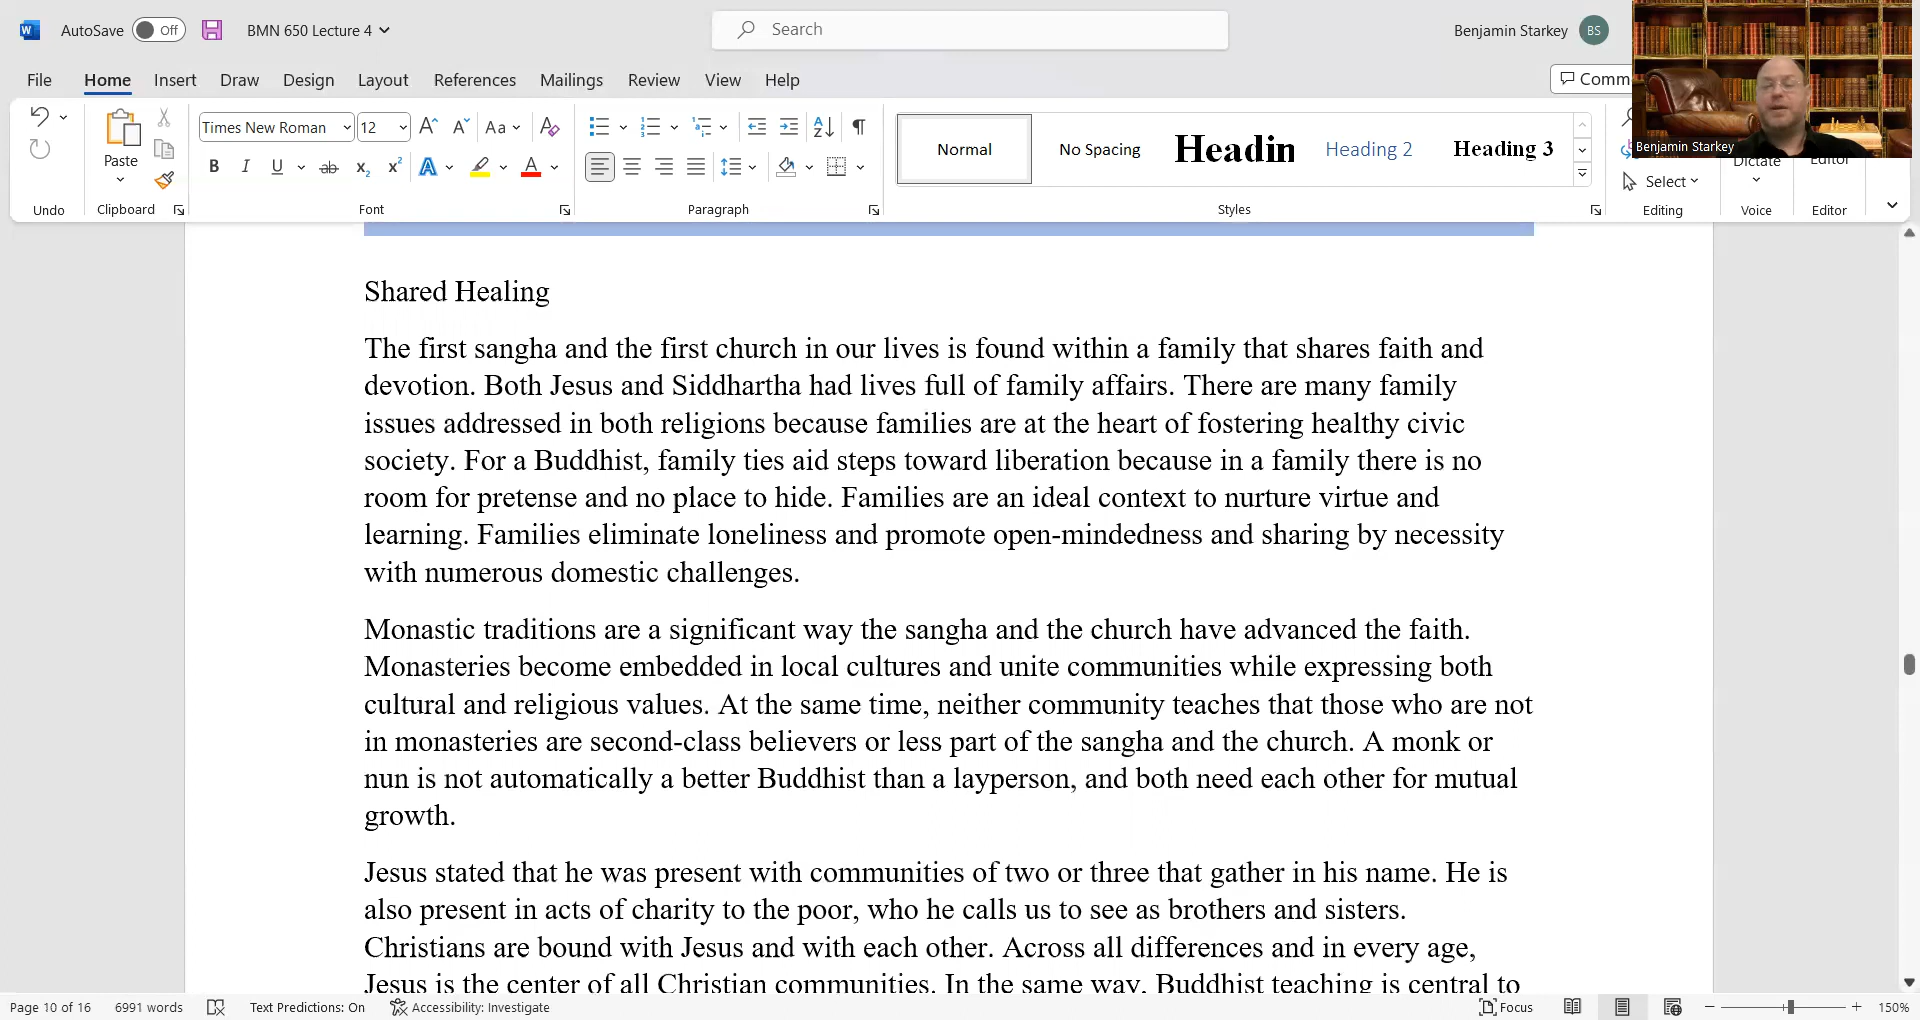 AutoSave Off BMN 650 Lecture 4 Search Benjamin Starkey BS
File Home Insert Draw Design Layout References Mailings Review View Help Comm
Times New Roman 12 Aa
Paste
B I U ab x2 x2 A A
Normal No Spacing Headin Heading 2 Heading 3
Select
Dictate
Editor
Benjamin Starkey
Undo Clipboard Font Paragraph Styles Editing Voice Editor
Shared Healing
The first sangha and the first church in our lives is found within a family that shares faith and
devotion. Both Jesus and Siddhartha had lives full of family affairs. There are many family
issues addressed in both religions because families are at the heart of fostering healthy civic
society. For a Buddhist, family ties aid steps toward liberation because in a family there is no
room for pretense and no place to hide. Families are an ideal context to nurture virtue and
learning. Families eliminate loneliness and promote open-mindedness and sharing by necessity
with numerous domestic challenges.
Monastic traditions are a significant way the sangha and the church have advanced the faith.
Monasteries become embedded in local cultures and unite communities while expressing both
cultural and religious values. At the same time, neither community teaches that those who are not
in monasteries are second-class believers or less part of the sangha and the church. A monk or
nun is not automatically a better Buddhist than a layperson, and both need each other for mutual
growth.
Jesus stated that he was present with communities of two or three that gather in his name. He is
also present in acts of charity to the poor, who he calls us to see as brothers and sisters.
Christians are bound with Jesus and with each other. Across all differences and in every age,
Jesus is the center of all Christian communities. In the same way, Buddhist teaching is central to
Page 10 of 16 6991 words Text Predictions: On Accessibility: Investigate Focus 150%